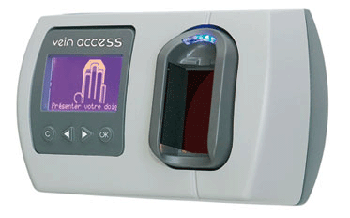 vein access
Présenter votre doigt
C
OK